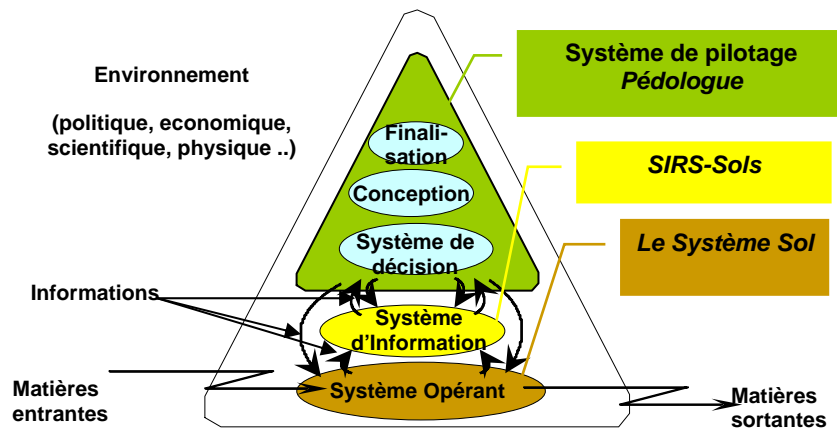 Environnement
(politique, economique,
scientifique, physique ..)
Système de pilotage
Pédologue
Finali-
sation
Conception
Système de
décision
SIRS-Sols
Le Système Sol
Informations
Système
d'Information
Matières
entrantes
Système Opérant
Matières
sortantes